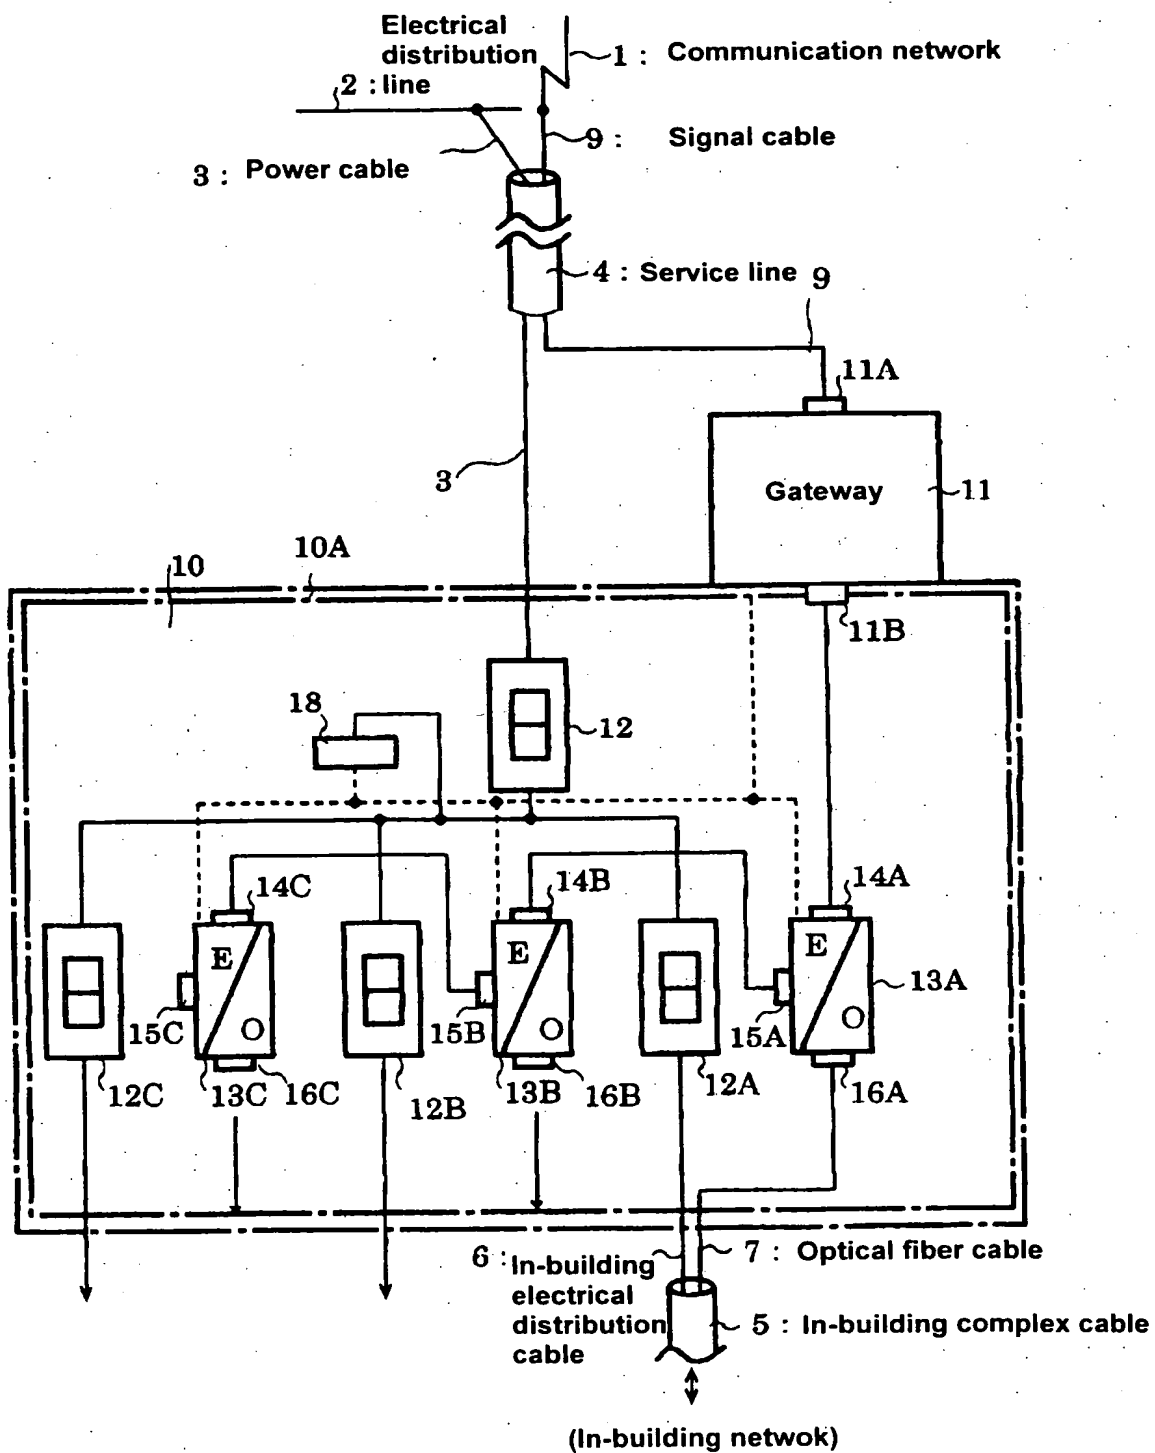 Electrical
distribution
2 : line
1 : Communication network
9 : Signal cable
3 : Power cable
4 : Service line
9
11A
3
Gateway
11
10
10A
11B
18
12
14C
14B
14A
E
E
E
13A
O
O
O
15C
15B
15A
12C
13C
16C
12B
13B
16B
12A
16A
6 : In-building
electrical
distribution
cable
7 : Optical fiber cable
5 : In-building complex cable
(In-building netwok)